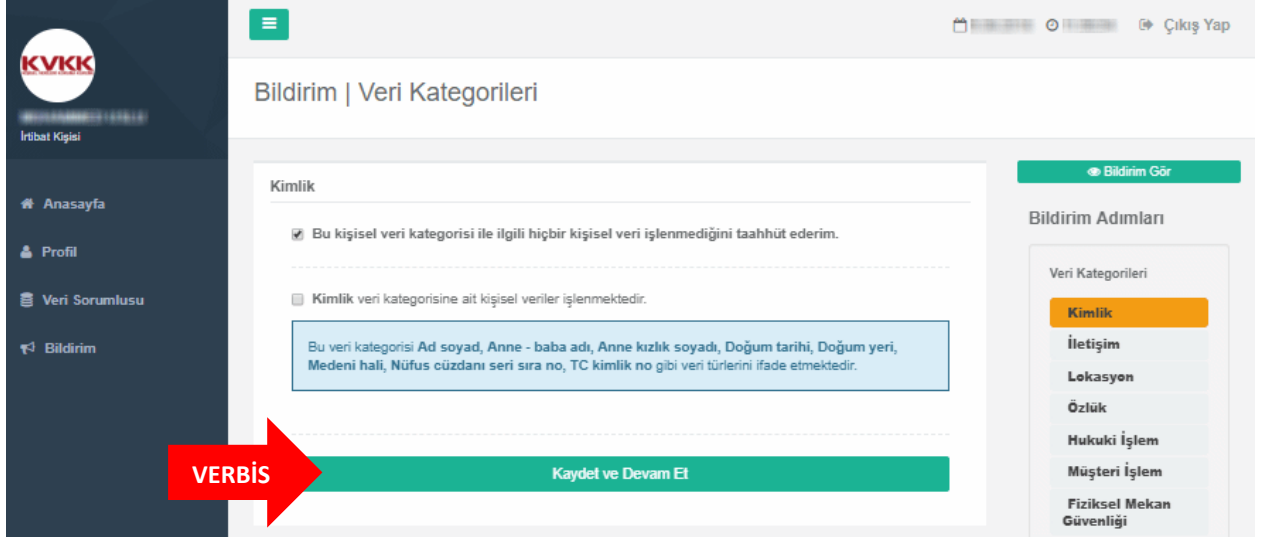 Çıkış Yap
KVKK
İrtibat Kişisi
Anasayfa
Profil
Veri Sorumlusu
Bildirim
Bildirim | Veri Kategorileri
Kimlik
Bu kişisel veri kategorisi ile ilgili hiçbir kişisel veri işlenmediğini taahhüt ederim.
Kimlik veri kategorisine ait kişisel veriler işlenmektedir.
Bu veri kategorisi Ad soyad, Anne - baba adı, Anne kızlık soyadı, Doğum tarihi, Doğum yeri,
Medeni hali, Nüfus cüzdanı seri sıra no, TC kimlik no gibi veri türlerini ifade etmektedir.
VERBİS
Kaydet ve Devam Et
Bildirim Gör
Bildirim Adımları
Veri Kategorileri
Kimlik
İletişim
Lokasyon
Özlük
Hukuki İşlem
Müşteri İşlem
Fiziksel Mekan
Güvenliği